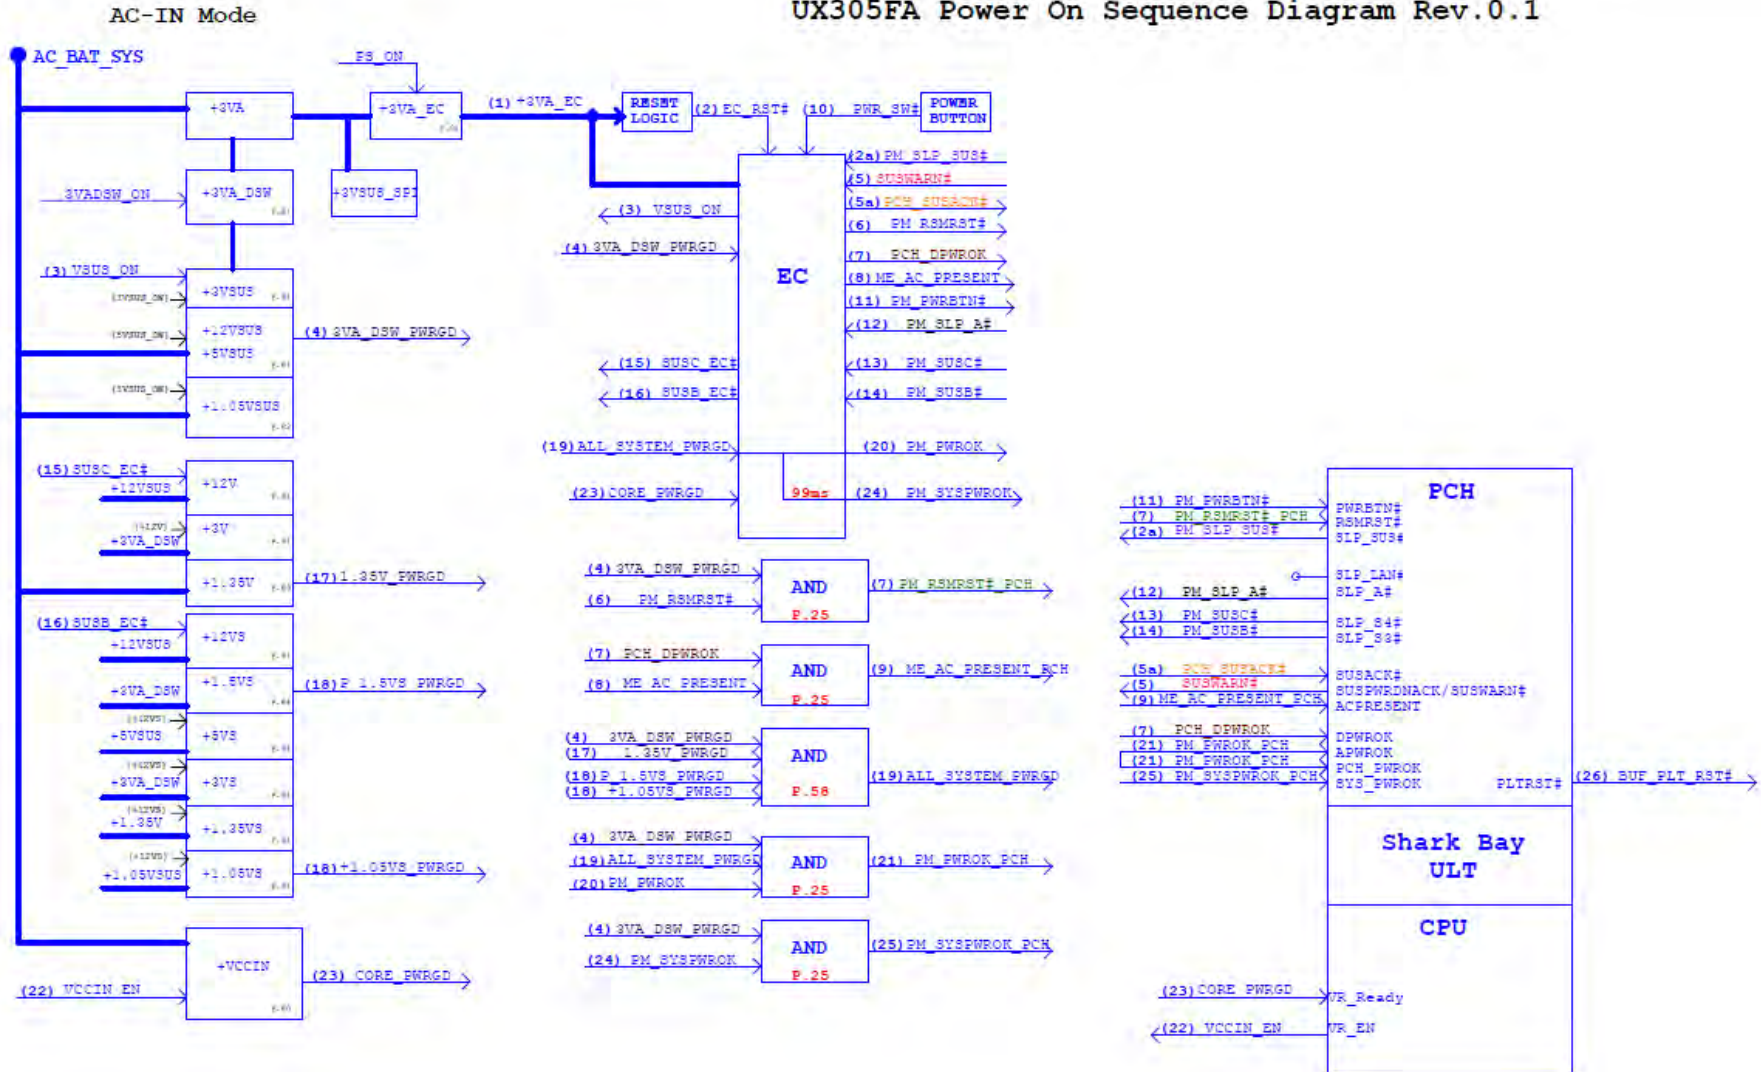 AC-IN Mode
UX305FA Power On Sequence Diagram Rev.0.1
AC_BAT_SYS
PS_ON
+3VA
+3VA_EC
(1) +3VA_EC
RESET LOGIC
(2) EC_RST#
(10) PWR_SW#
POWER BUTTON
3VADSW_ON
+3VA_DSW
+3VSUS_SPI
(3) VSUS_ON
+3VSUS
+12VSUS
+5VSUS
(4) 3VA_DSW_PWRGD
+1.05VSUS
(15) SUSC_EC#
+12VSUS
+12V
(+12V)
+3VA_DSW
+3V
+1.35V
(17) 1.35V_PWRGD
(16) SUSB_EC#
+12VSUS
+12VS
+3VA_DSW
+1.5VS
(18) P_1.5VS_PWRGD
(+12VS)
+5VSUS
+5VS
(+12VS)
+3VA_DSW
+3VS
(+12VS)
+1.35V
+1.35VS
(+12VS)
+1.05VSUS
+1.05VS
(18) +1.05VS_PWRGD
+VCCIN
(22) VCCIN_EN
(23) CORE_PWRGD
EC
(3) VSUS_ON
(4) 3VA_DSW_PWRGD
(15) SUSC_EC#
(16) SUSB_EC#
(19) ALL_SYSTEM_PWRGD
(23) CORE_PWRGD
99ms
(2a) PM_SLP_SUS#
(5) SUSWARN#
(5a) PCH_SUSACK#
(6) PM_RSMRST#
(7) PCH_DPWROK
(8) ME_AC_PRESENT
(11) PM_PWRBTN#
(12) PM_SLP_A#
(13) PM_SUSC#
(14) PM_SUSB#
(20) PM_PWROK
(24) PM_SYSPWROK
(4) 3VA_DSW_PWRGD
(6) PM_RSMRST#
AND
P.25
(7) PM_RSMRST#_PCH
(7) PCH_DPWROK
(8) ME_AC_PRESENT
AND
P.25
(9) ME_AC_PRESENT_PCH
(4) 3VA_DSW_PWRGD
(17) 1.35V_PWRGD
(18) P_1.5VS_PWRGD
(18) +1.05VS_PWRGD
AND
P.58
(19) ALL_SYSTEM_PWRGD
(4) 3VA_DSW_PWRGD
(19) ALL_SYSTEM_PWRGD
(20) PM_PWROK
AND
P.25
(21) PM_PWROK_PCH
(4) 3VA_DSW_PWRGD
(24) PM_SYSPWROK
AND
P.25
(25) PM_SYSPWROK_PCH
PCH
(11) PM_PWRBTN#
PWRBTN#
(7) PM_RSMRST#_PCH
RSMRST#
(2a) PM_SLP_SUS#
SLP_SUS#
SLP_LAN#
(12) PM_SLP_A#
SLP_A#
(13) PM_SUSC#
SLP_S4#
(14) PM_SUSB#
SLP_S3#
(5a) PCH_SUSACK#
SUSACK#
(5) SUSWARN#
SUSPWRDNACK/SUSWARN#
(9) ME_AC_PRESENT_PCH
ACPRESENT
(7) PCH_DPWROK
DPWROK
(21) PM_PWROK_PCH
APWROK
(21) PM_PWROK_PCH
PCH_PWROK
(25) PM_SYSPWROK_PCH
SYS_PWROK
PLTRST#
(26) BUF_PLT_RST#
Shark Bay
ULT
CPU
(23) CORE_PWRGD
VR_Ready
(22) VCCIN_EN
VR_EN